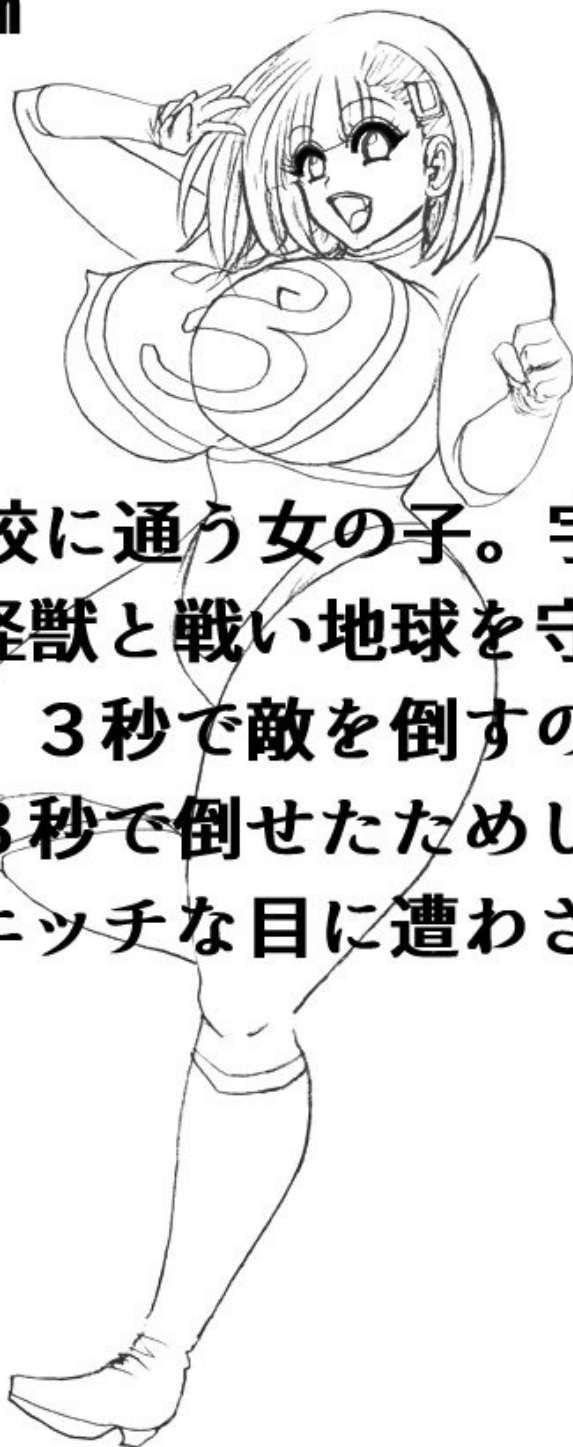 校に通う女の子。宇
怪獣と戦い地球を守
３秒で敵を倒すの
３秒で倒せたためし
エッチな目に遭わさ